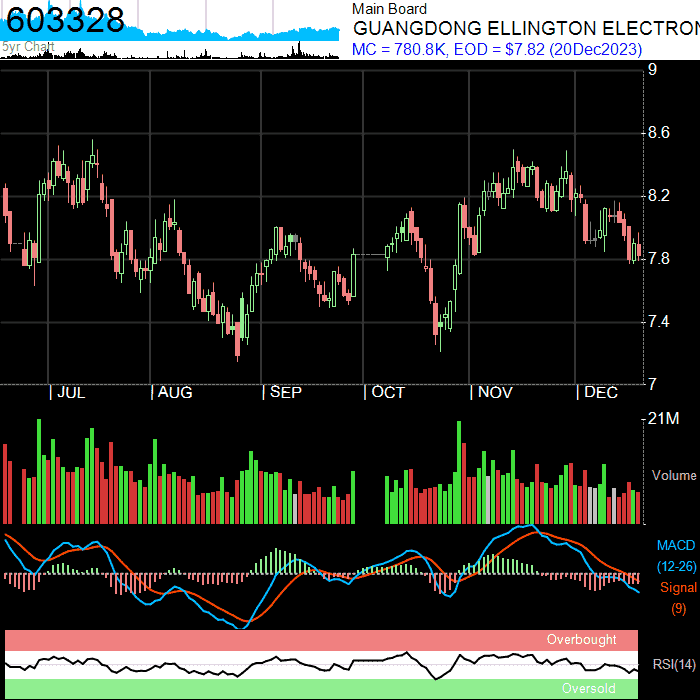 603328
5yr Chart
Main Board
GUANGDONG ELLINGTON ELECTRON
MC = 780.8K, EOD = $7.82 (20Dec2023)
9
8.6
8.2
7.8
7.4
7
JUL
AUG
SEP
OCT
NOV
DEC
21M
Volume
MACD
(12-26)
Signal
(9)
Overbought
RSI(14)
Oversold